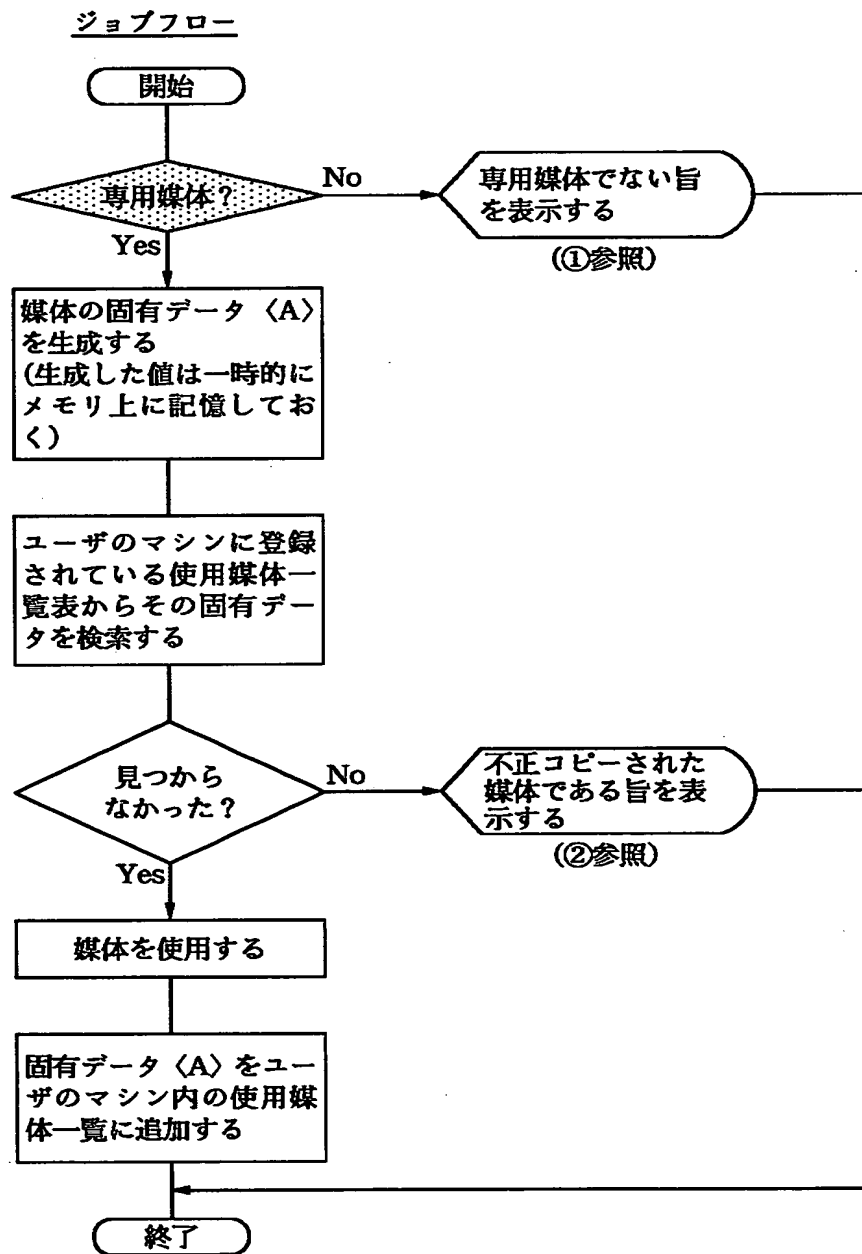 ジョブフロー
開始
専用媒体？
No
専用媒体でない旨
を表示する
(①参照)
Yes
媒体の固有データ〈A〉
を生成する
(生成した値は一時的に
メモリ上に記憶してお
く)
ユーザのマシンに登録
されている使用媒体一
覧表からその固有デー
タを検索する
見つから
なかった？
No
不正コピーされた
媒体である旨を表
示する
(②参照)
Yes
媒体を使用する
固有データ〈A〉をユー
ザのマシン内の使用媒
体一覧に追加する
終了